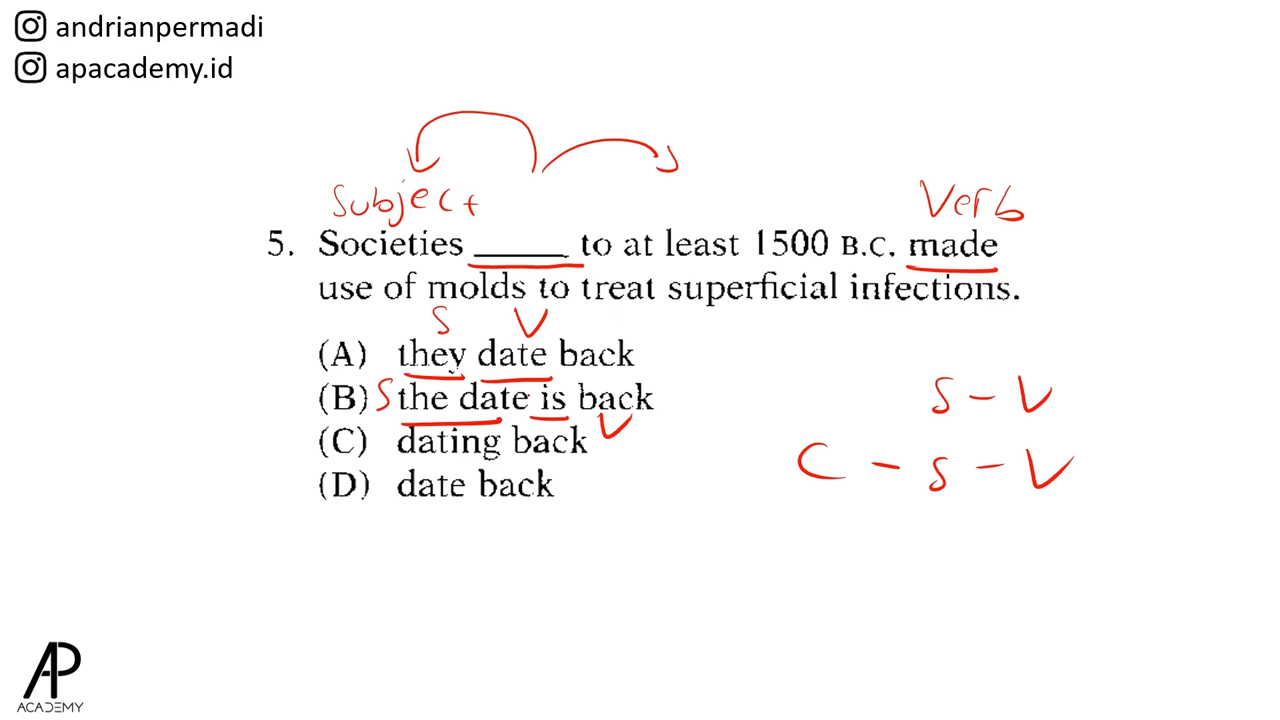 andrianpermadi
apacademy.id
Subject
Verb
5. Societies ______ to at least 1500 B.C. made
use of molds to treat superficial infections.
S V
(A) they date back
(B) S the date is back
V
(C) dating back
(D) date back
S – V
C – S – V
AP
ACADEMY